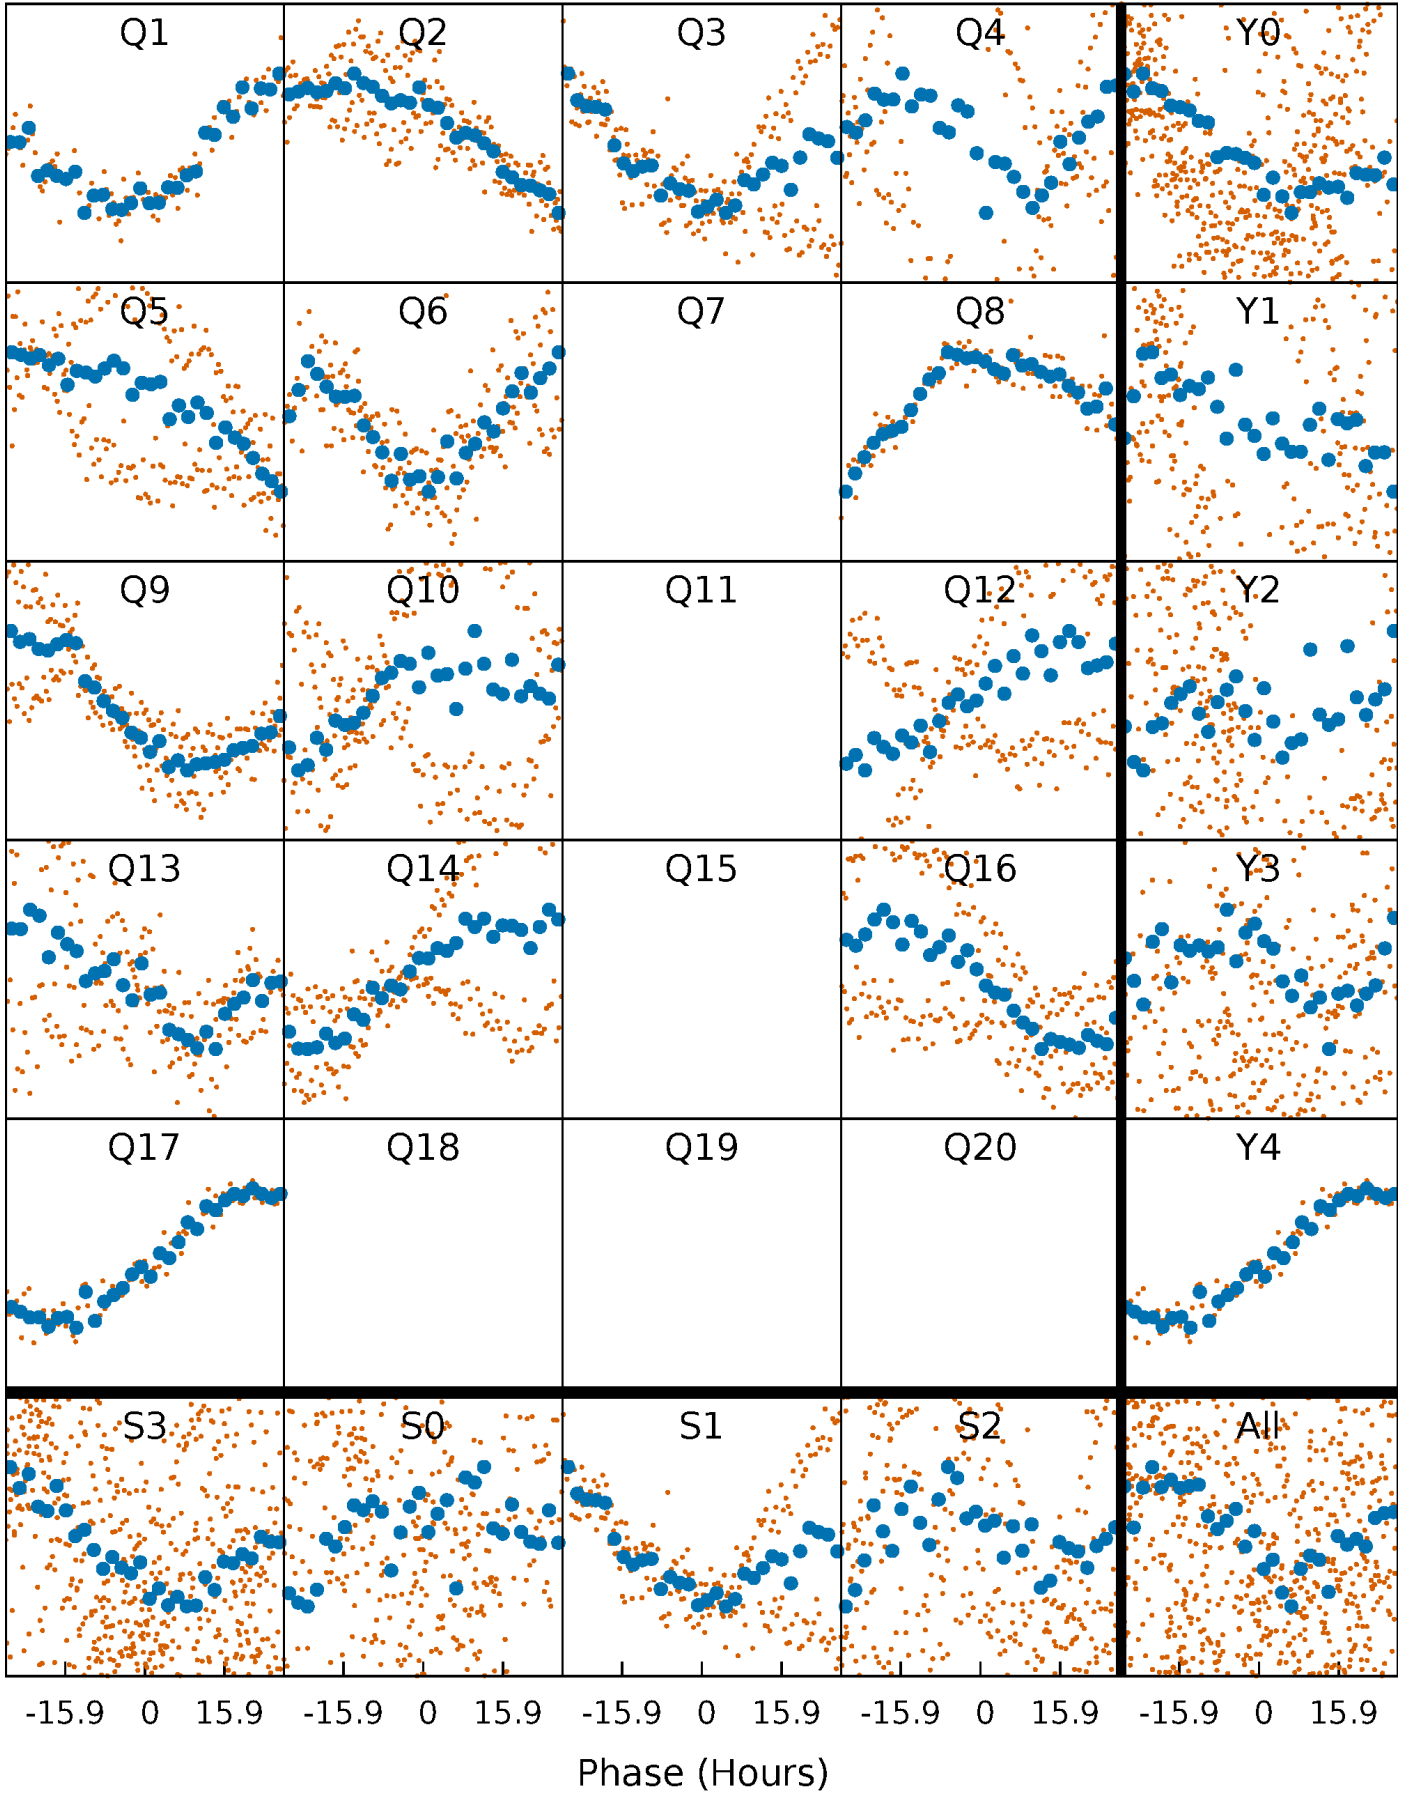 Q1 Q2 Q3 Q4 Y0
Q5 Q6 Q7 Q8 Y1
Q9 Q10 Q11 Q12 Y2
Q13 Q14 Q15 Q16 Y3
Q17 Q18 Q19 Q20 Y4
S3 S0 S1 S2 All
-15.9 0 15.9 -15.9 0 15.9 -15.9 0 15.9 -15.9 0 15.9 -15.9 0 15.9
Phase (Hours)